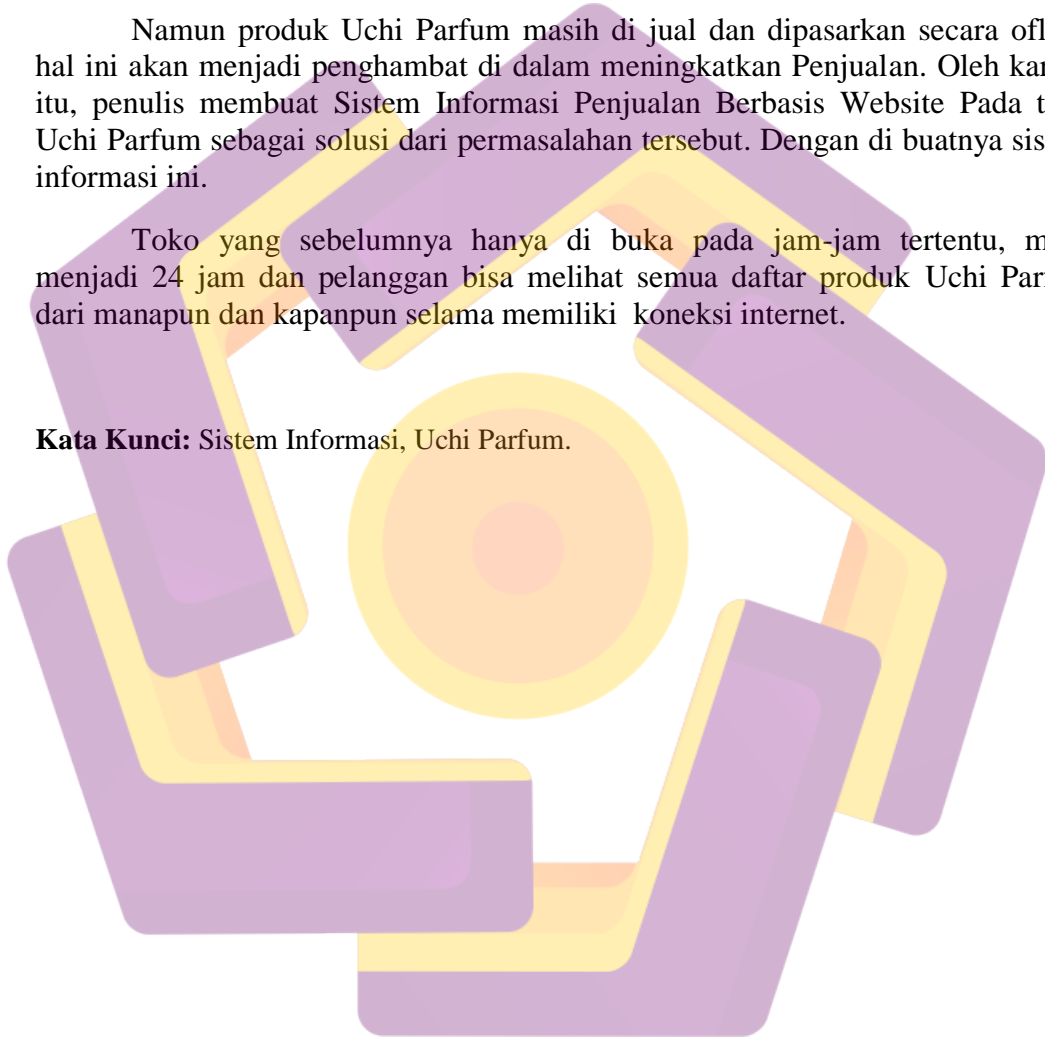 Namun produk Uchi Parfum masih di jual dan dipasarkan secara ofl
hal ini akan menjadi penghambat di dalam meningkatkan Penjualan. Oleh kar
itu, penulis membuat Sistem Informasi Penjualan Berbasis Website Pada t
Uchi Parfum sebagai solusi dari permasalahan tersebut. Dengan di buatnya sis
informasi ini.
Toko yang sebelumnya hanya di buka pada jam-jam tertentu, m
menjadi 24 jam dan pelanggan bisa melihat semua daftar produk Uchi Parf
dari manapun dan kapanpun selama memiliki koneksi internet.
Kata Kunci: Sistem Informasi, Uchi Parfum.